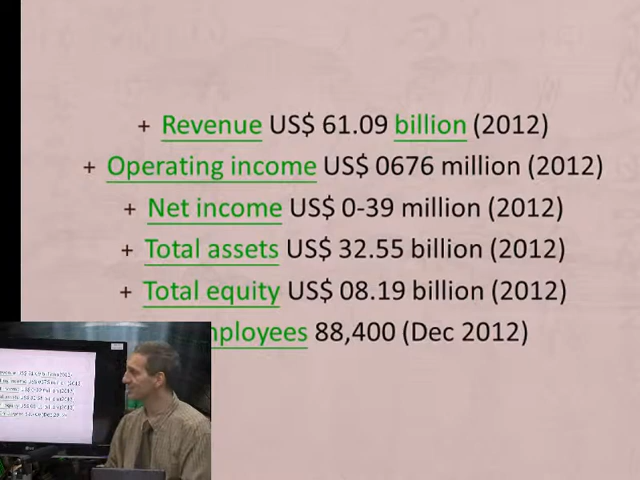 + Revenue US$ 61.09 billion (2012)
+ Operating income US$ 0676 million (2012)
+ Net income US$ 0-39 million (2012)
+ Total assets US$ 32.55 billion (2012)
+ Total equity US$ 08.19 billion (2012)
mployees 88,400 (Dec 2012)